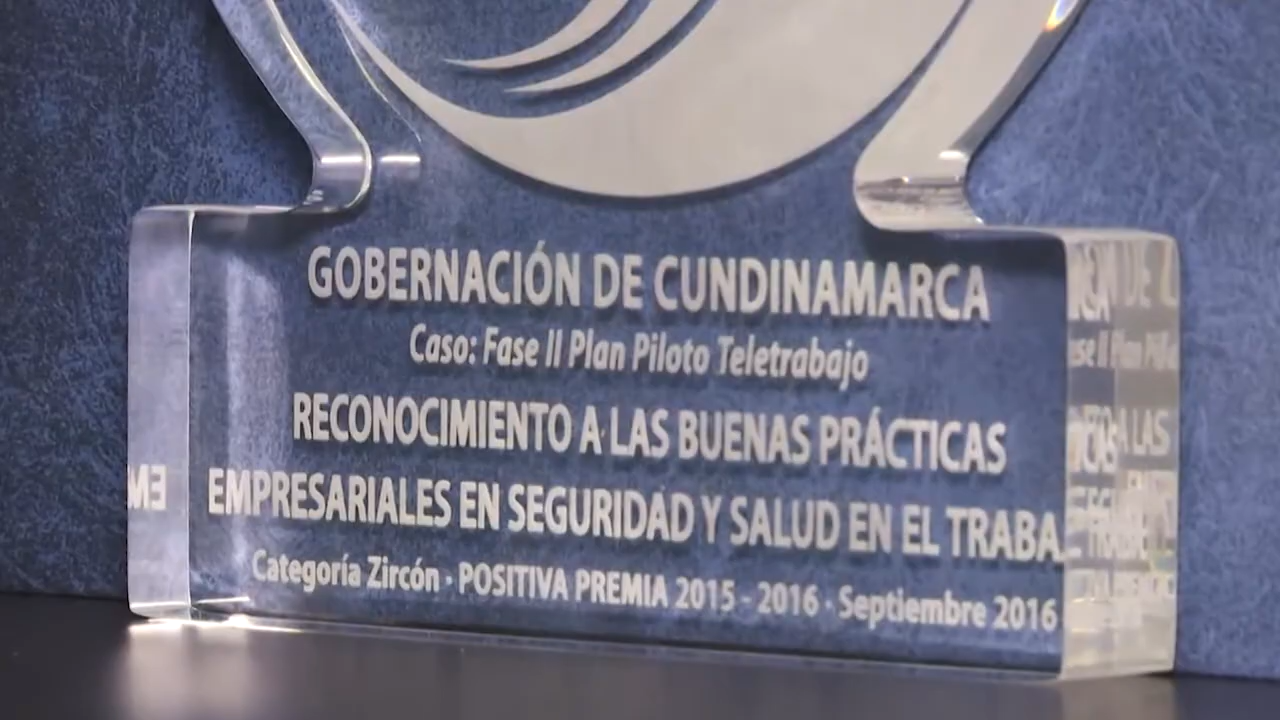 GOBERNACIÓN DE CUNDINAMARCA
Caso: Fase II Plan Piloto Teletrabajo
RECONOCIMIENTO A LAS BUENAS PRÁCTICAS
EMPRESARIALES EN SEGURIDAD Y SALUD EN EL TRABA
Categoría Zircón · POSITIVA PREMIA 2015 - 2016 · Septiembre 2016